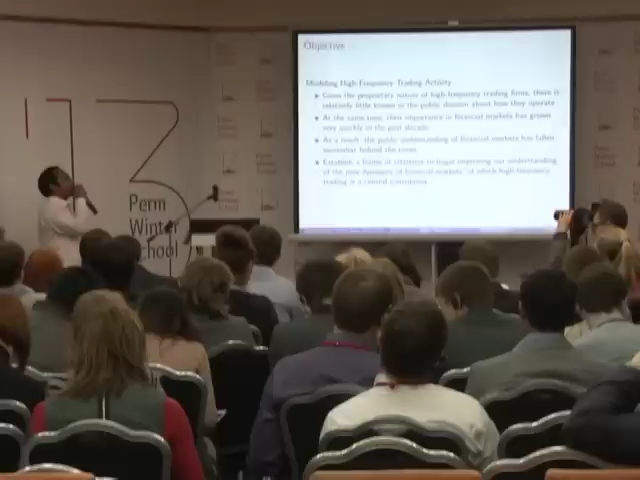 Objective
Modeling High-Frequency Trading Activity
Given the proprietary nature of high-frequency trading firms, there is
relatively little known in the public domain about how they operate
At the same time, their importance in financial markets has grown
very quickly in the past decade
As a result, the public understanding of financial markets has fallen
somewhat behind the
Establish a frame of reference to begin improving our understanding
of the new dynamics of financial markets, of which high-frequency
trading is a central
13
Perm
Winter
School